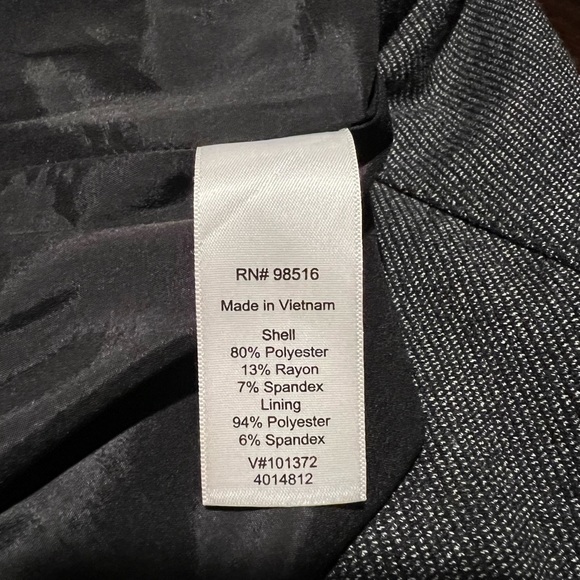 RN# 98516
Made in Vietnam
Shell
80% Polyester
13% Rayon
7% Spandex
Lining
94% Polyester
6% Spandex
V#101372
4014812